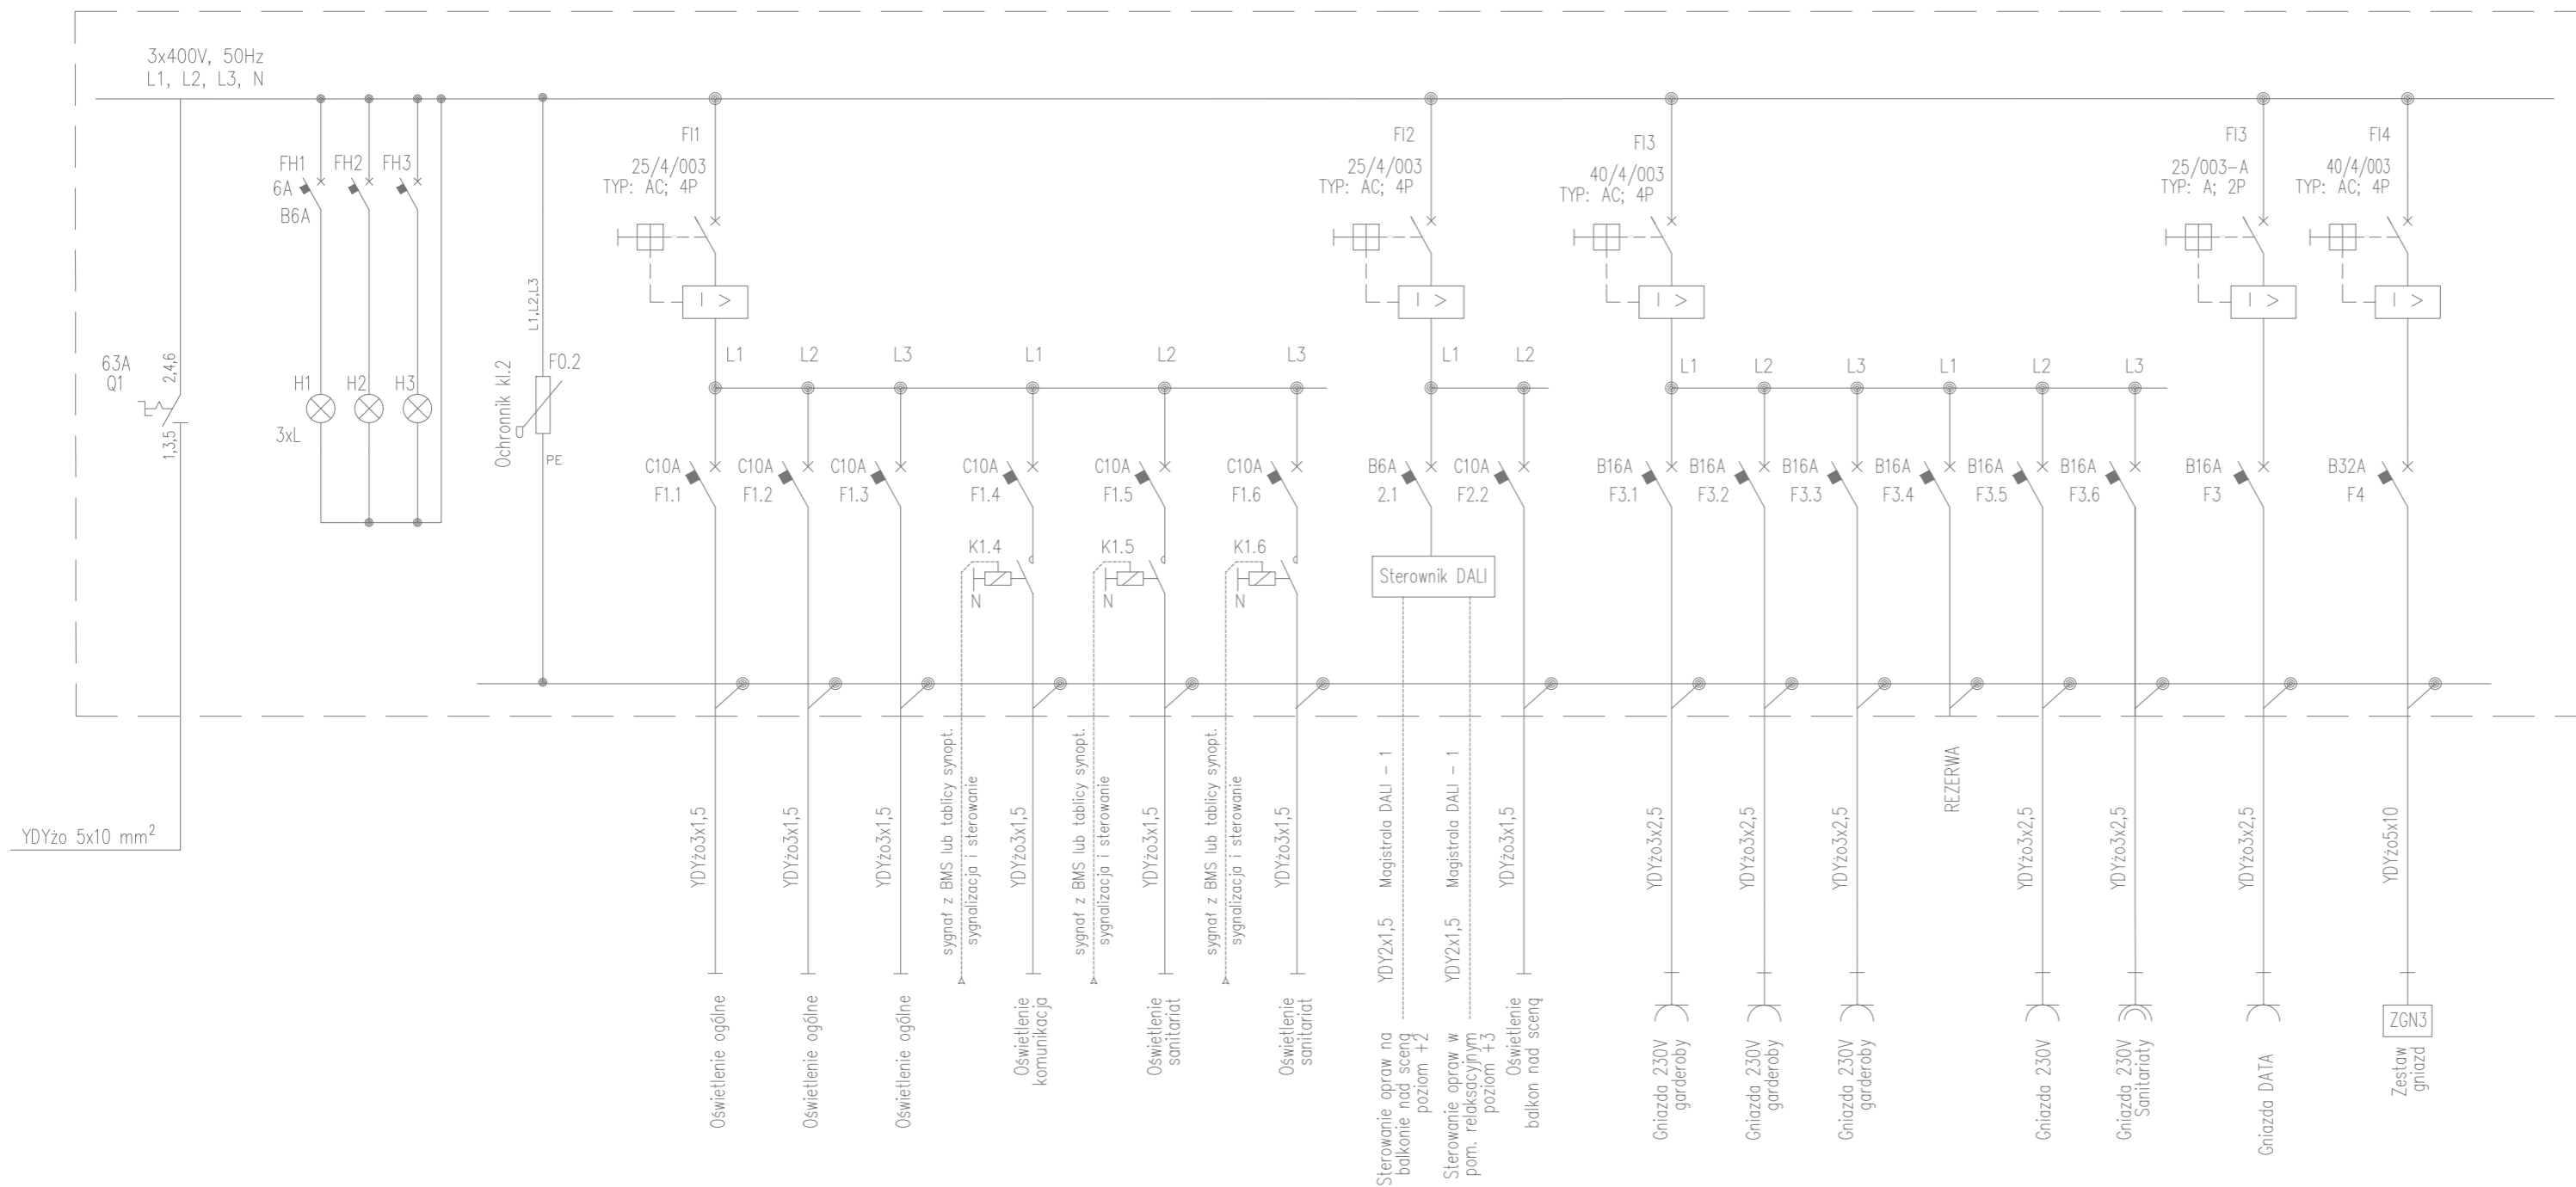 3x400V, 50Hz
L1, L2, L3, N
FH1
FH2
FH3
6A
B6A
63A
Q1
2,4,6
1,3,5
H1
H2
H3
3xL
L1,L2,L3
F0.2
Ochronnik kl.2
PE
YDYżo 5x10 mm²
FI1
25/4/003
TYP: AC; 4P
I >
FI2
25/4/003
TYP: AC; 4P
I >
FI3
40/4/003
TYP: AC; 4P
I >
FI3
25/003-A
TYP: A; 2P
I >
FI4
40/4/003
TYP: AC; 4P
I >
L1
L2
L3
L1
L2
L3
L1
L2
L1
L2
L3
L1
L2
L3
C10A
F1.1
C10A
F1.2
C10A
F1.3
C10A
F1.4
C10A
F1.5
C10A
F1.6
B6A
2.1
C10A
F2.2
B16A
F3.1
B16A
F3.2
B16A
F3.3
B16A
F3.4
B16A
F3.5
B16A
F3.6
B16A
F3
B32A
F4
K1.4
N
K1.5
N
K1.6
N
Sterownik DALI
YDYżo3x1,5
YDYżo3x1,5
YDYżo3x1,5
sygnał z BMS lub tablicy synopt.
sygnalizacja i sterowanie
YDYżo3x1,5
sygnał z BMS lub tablicy synopt.
sygnalizacja i sterowanie
YDYżo3x1,5
sygnał z BMS lub tablicy synopt.
sygnalizacja i sterowanie
YDYżo3x1,5
YDY2x1,5 Magistrala DALI - 1
YDY2x1,5 Magistrala DALI - 1
YDYżo3x1,5
YDYżo3x2,5
YDYżo3x2,5
YDYżo3x2,5
REZERWA
YDYżo3x2,5
YDYżo3x2,5
YDYżo3x2,5
YDYżo5x10
Oświetlenie ogólne
Oświetlenie ogólne
Oświetlenie ogólne
Oświetlenie
komunikacja
Oświetlenie
sanitariat
Oświetlenie
sanitariat
Sterowanie opraw na
balkonie nad sceną
poziom +2
Sterowanie opraw w
pom. relaksacyjnym
poziom +3
Oświetlenie
balkon nad sceną
Gniazda 230V
garderoby
Gniazda 230V
garderoby
Gniazda 230V
garderoby
Gniazda 230V
Gniazda 230V
Sanitariaty
Gniazda DATA
ZGN3
Zestaw
gniazd